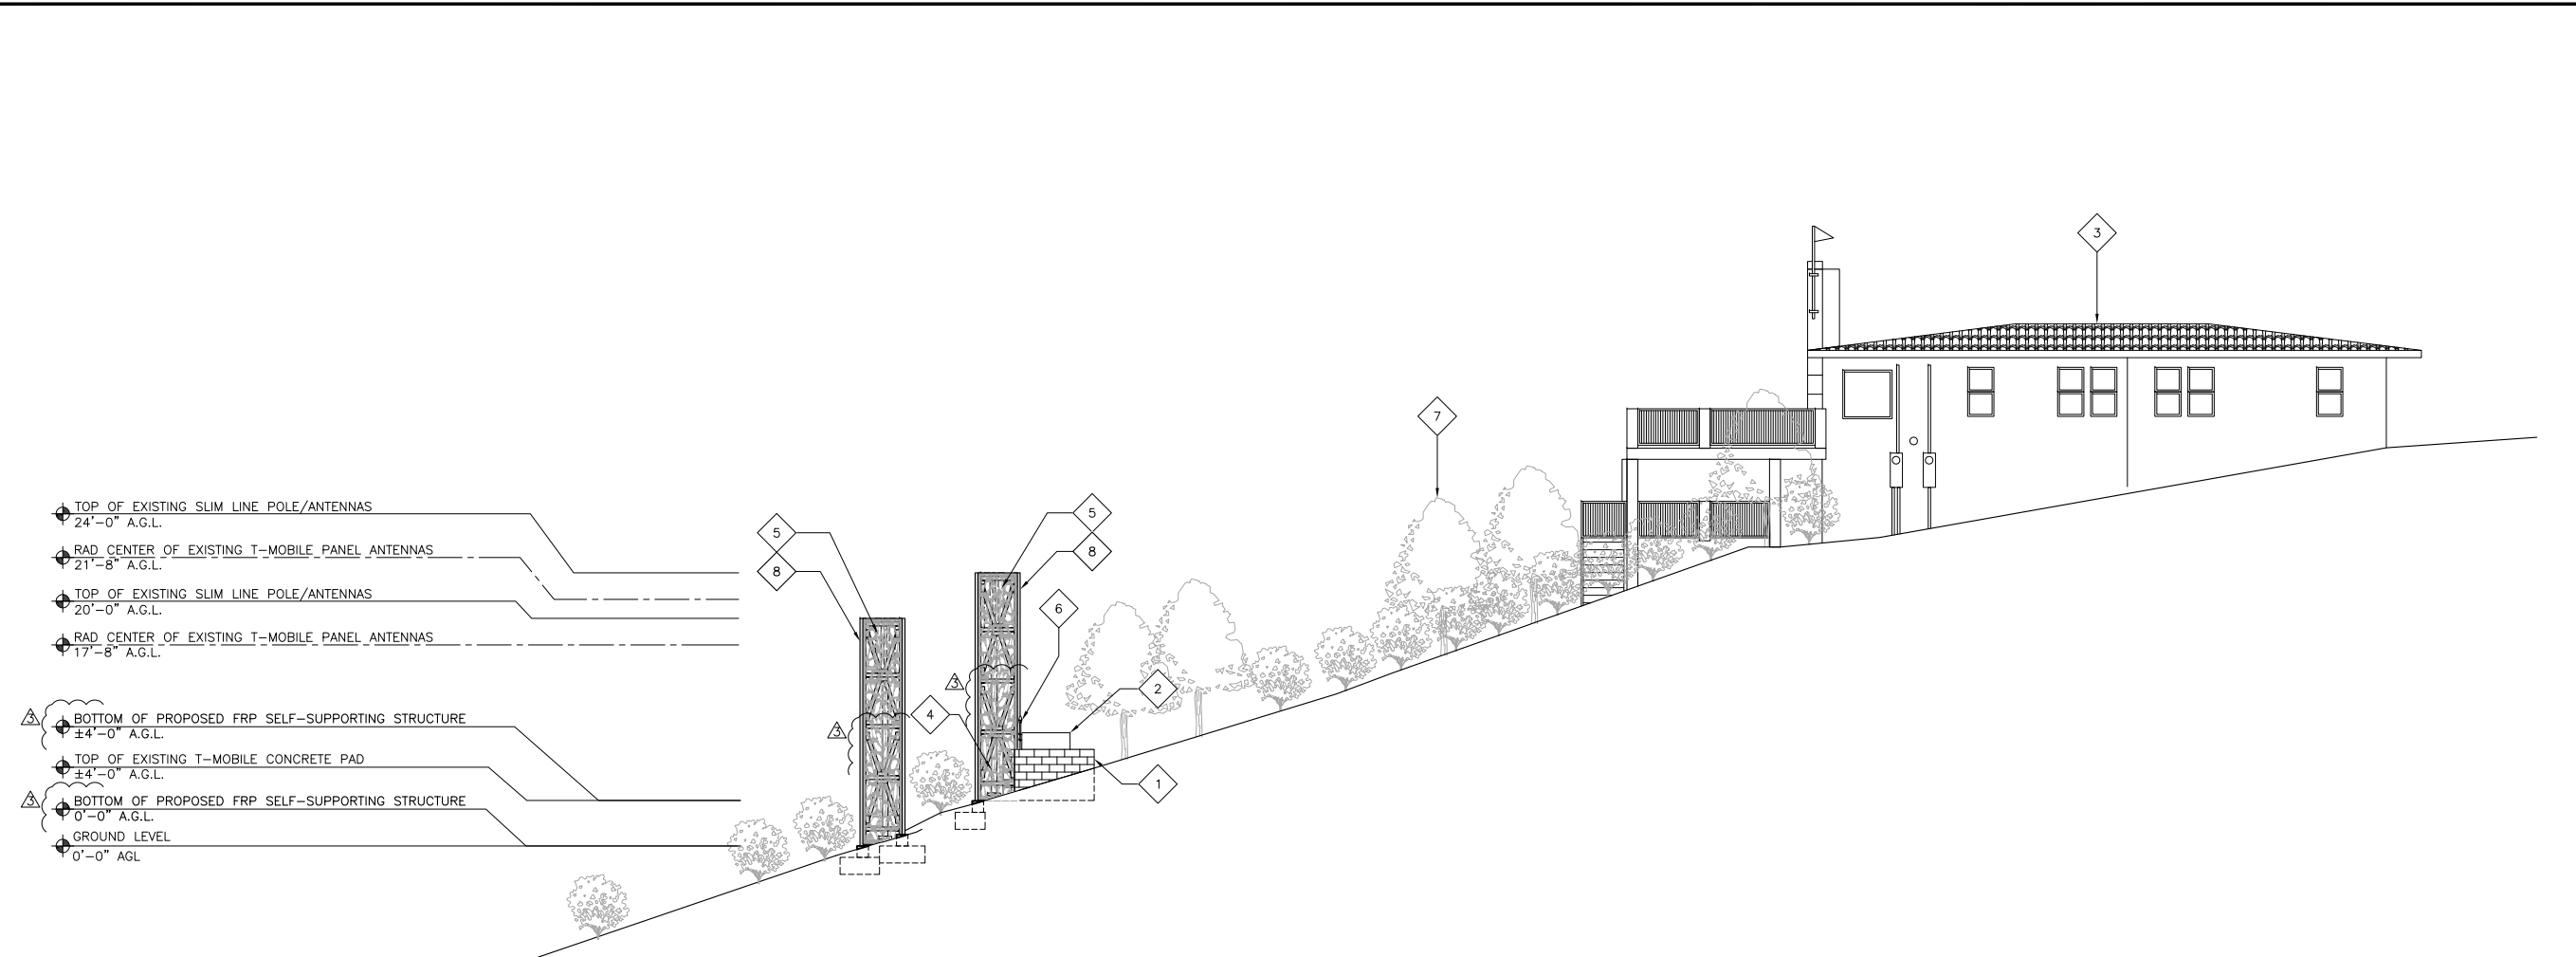 3
7
TOP OF EXISTING SLIM LINE POLE/ANTENNAS
24'-0" A.G.L.
RAD CENTER OF EXISTING T-MOBILE PANEL ANTENNAS
21'-8" A.G.L.
TOP OF EXISTING SLIM LINE POLE/ANTENNAS
20'-0" A.G.L.
RAD CENTER OF EXISTING T-MOBILE PANEL ANTENNAS
17'-8" A.G.L.
3
BOTTOM OF PROPOSED FRP SELF-SUPPORTING STRUCTURE
±4'-0" A.G.L.
TOP OF EXISTING T-MOBILE CONCRETE PAD
±4'-0" A.G.L.
3
BOTTOM OF PROPOSED FRP SELF-SUPPORTING STRUCTURE
0'-0" A.G.L.
GROUND LEVEL
0'-0" AGL
5
8
5
8
6
3
4
2
3
1